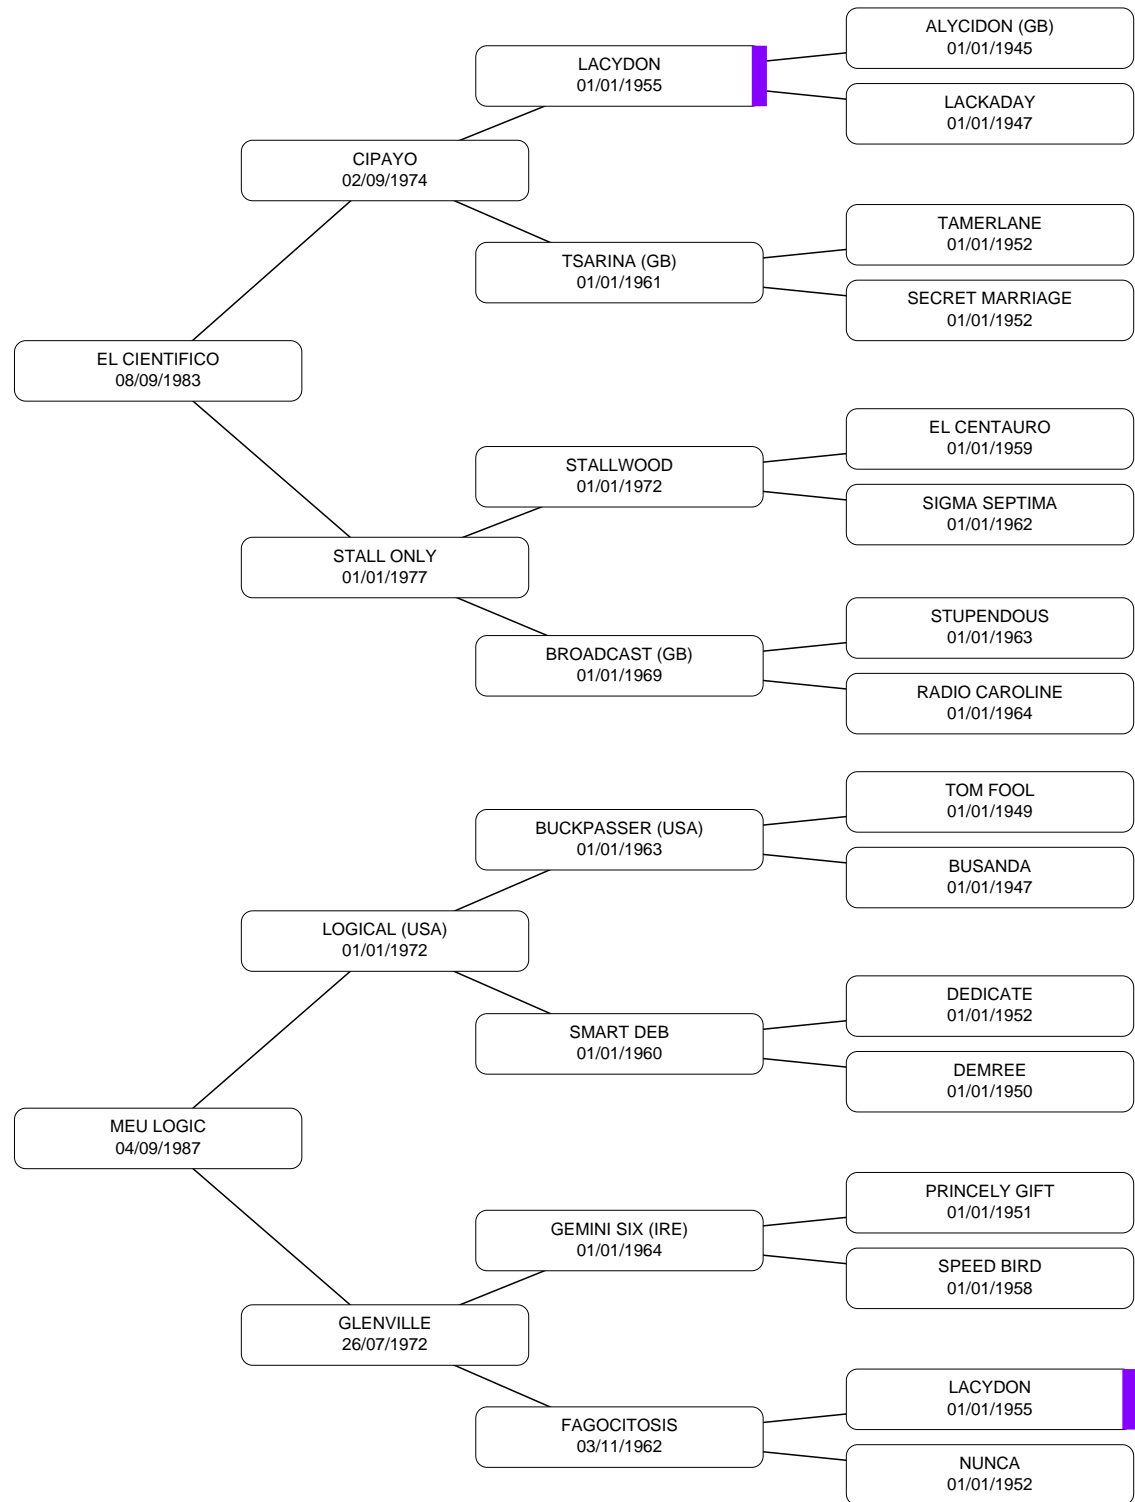 ALYCIDON (GB)
01/01/1945
LACYDON
01/01/1955
LACKADAY
01/01/1947
CIPAYO
02/09/1974
TAMERLANE
01/01/1952
TSARINA (GB)
01/01/1961
SECRET MARRIAGE
01/01/1952
EL CIENTIFICO
08/09/1983
EL CENTAURO
01/01/1959
STALLWOOD
01/01/1972
SIGMA SEPTIMA
01/01/1962
STALL ONLY
01/01/1977
STUPENDOUS
01/01/1963
BROADCAST (GB)
01/01/1969
RADIO CAROLINE
01/01/1964
TOM FOOL
01/01/1949
BUCKPASSER (USA)
01/01/1963
BUSANDA
01/01/1947
LOGICAL (USA)
01/01/1972
DEDICATE
01/01/1952
SMART DEB
01/01/1960
DEMREE
01/01/1950
MEU LOGIC
04/09/1987
PRINCELY GIFT
01/01/1951
GEMINI SIX (IRE)
01/01/1964
SPEED BIRD
01/01/1958
GLENVILLE
26/07/1972
LACYDON
01/01/1955
FAGOCITOSIS
03/11/1962
NUNCA
01/01/1952